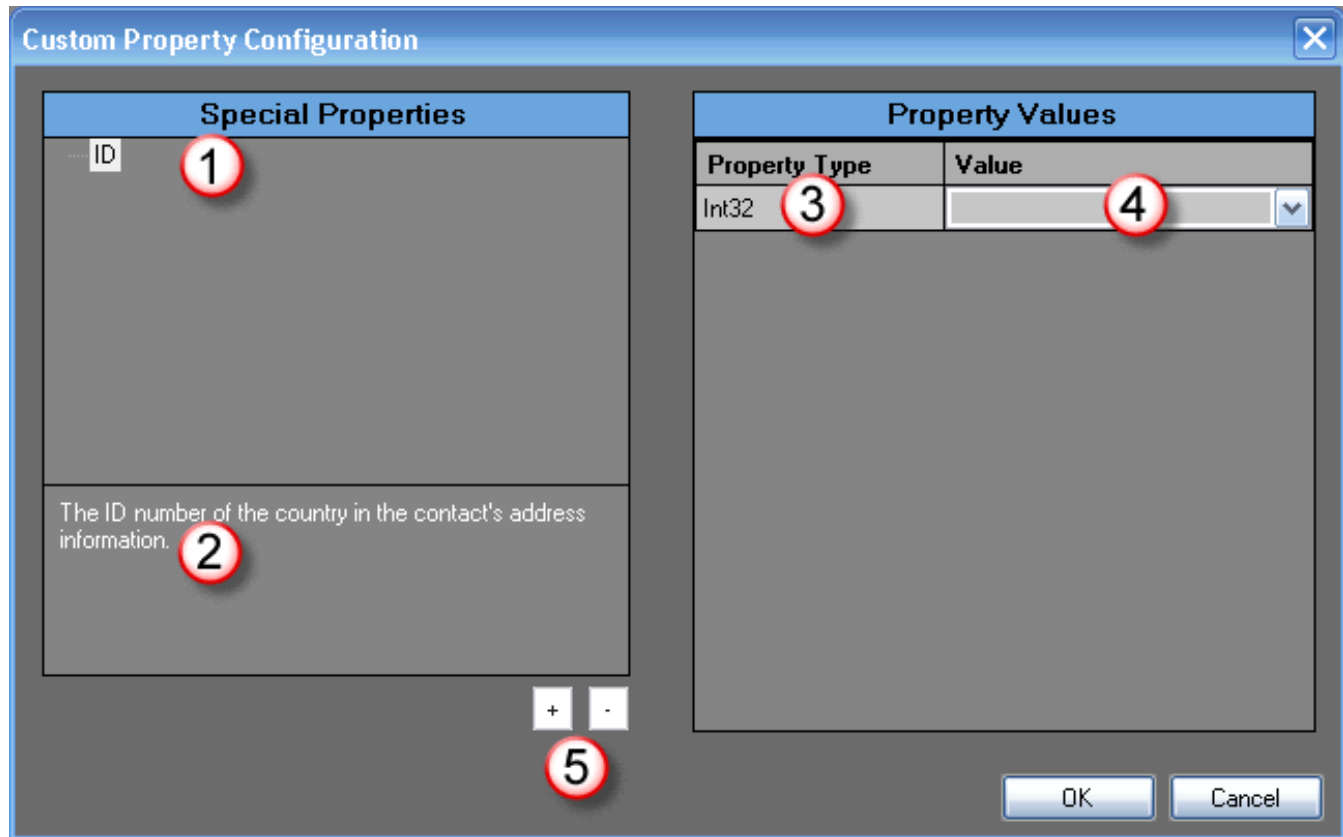 Custom Property Configuration
Special Properties
ID
1
The ID number of the country in the contact's address
information.
2
+ -
5
Property Values
Property Type Value
Int32 3 4
OK Cancel